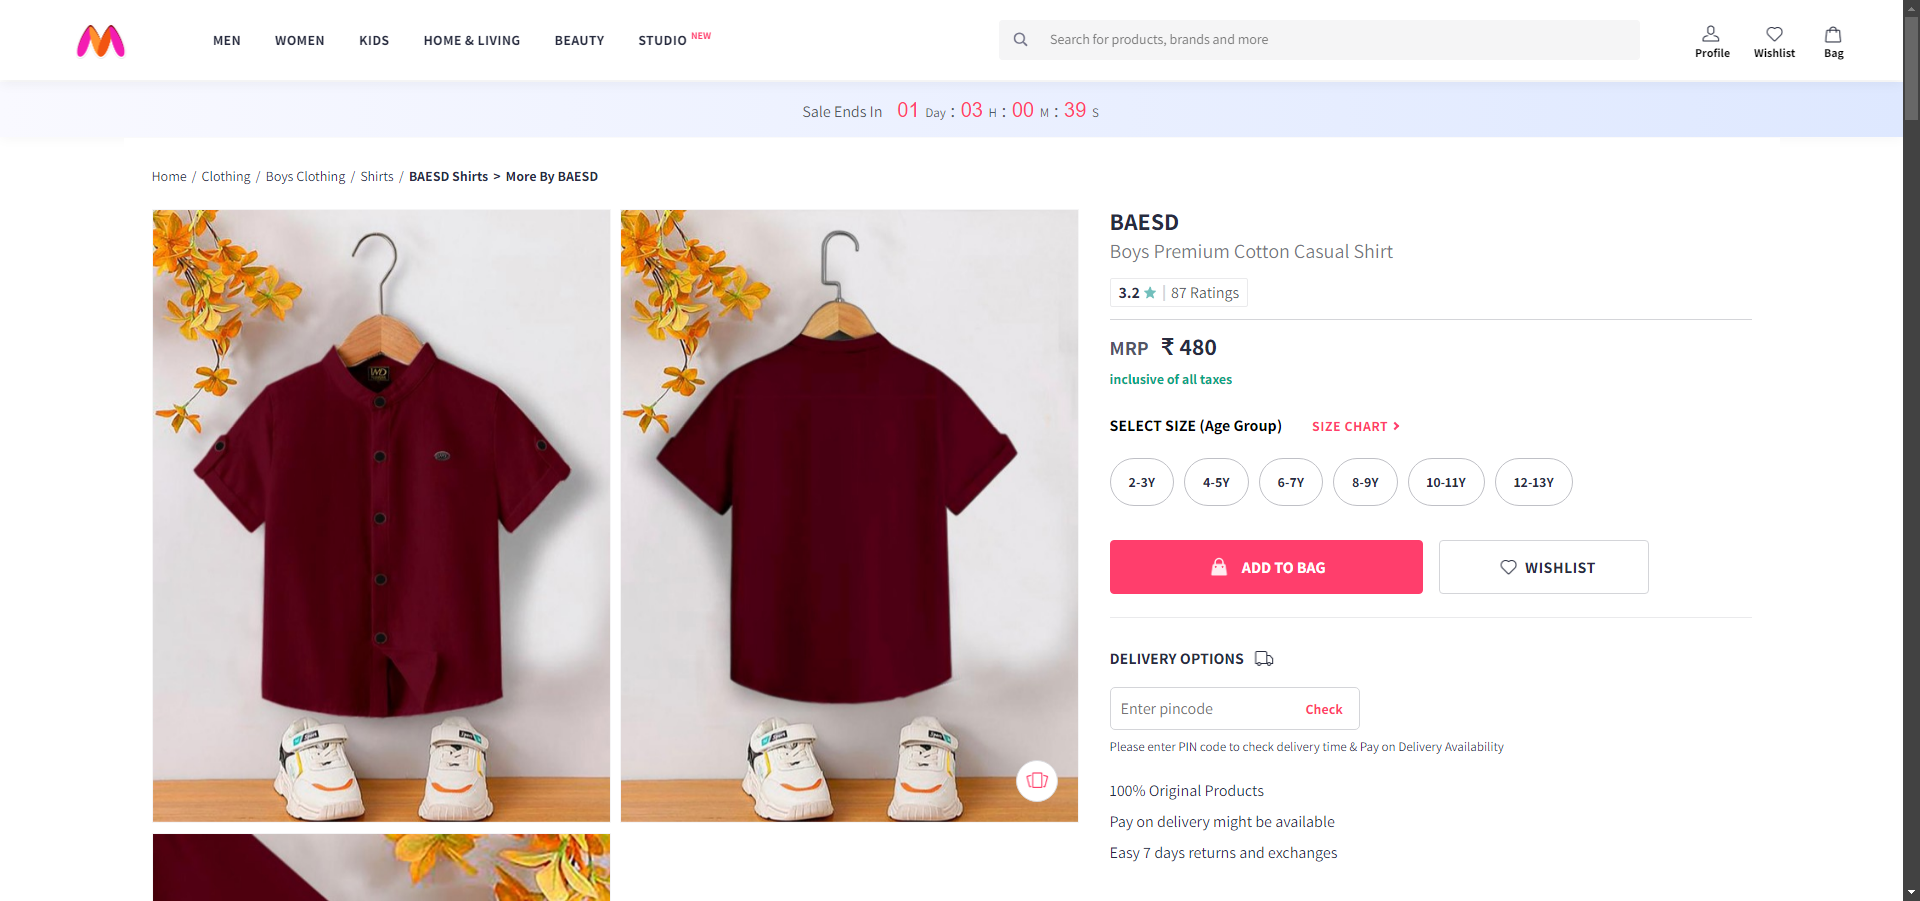 MEN WOMEN KIDS HOME & LIVING BEAUTY STUDIO NEW
Search for products, brands and more
Profile Wishlist Bag
Sale Ends In 01 Day : 03 H : 00 M : 39 S
Home / Clothing / Boys Clothing / Shirts / BAESD Shirts > More By BAESD
BAESD
Boys Premium Cotton Casual Shirt
3.2 ★ | 87 Ratings
MRP ₹ 480
inclusive of all taxes
SELECT SIZE (Age Group) SIZE CHART >
2-3Y 4-5Y 6-7Y 8-9Y 10-11Y 12-13Y
ADD TO BAG WISHLIST
DELIVERY OPTIONS
Enter pincode Check
Please enter PIN code to check delivery time & Pay on Delivery Availability
100% Original Products
Pay on delivery might be available
Easy 7 days returns and exchanges